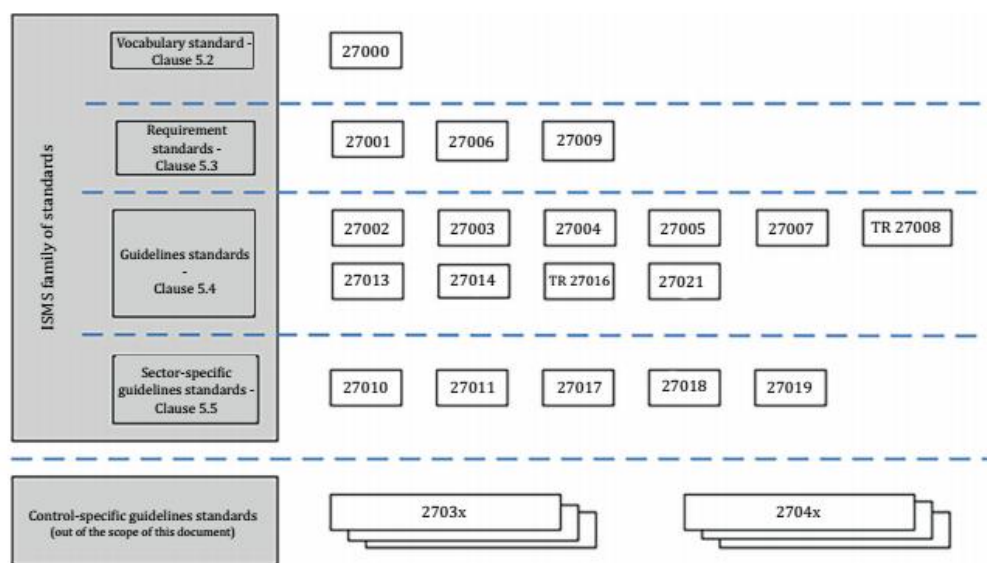 Vocabulary standard -
Clause 5.2
27000
Requirement
standards -
Clause 5.3
27001 27006 27009
Guidelines standards
-
Clause 5.4
27002 27003 27004 27005 27007 TR 27008
27013 27014 TR 27016 27021
ISMS family of standards
Sector-specific
guidelines standards -
Clause 5.5
27010 27011 27017 27018 27019
Control-specific guidelines standards
(out of the scope of this document)
2703x 2704x